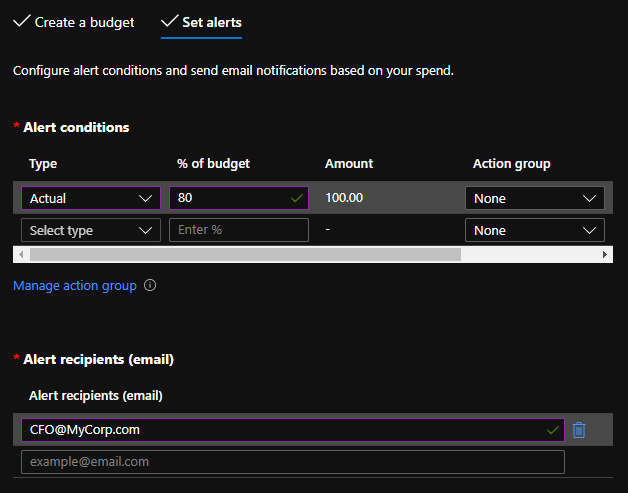 Create a budget Set alerts
Configure alert conditions and send email notifications based on your spend.
* Alert conditions
Type % of budget Amount Action group
Actual 80 100.00 None
Select type Enter % - None
Manage action group
* Alert recipients (email)
Alert recipients (email)
CFO@MyCorp.com
example@email.com